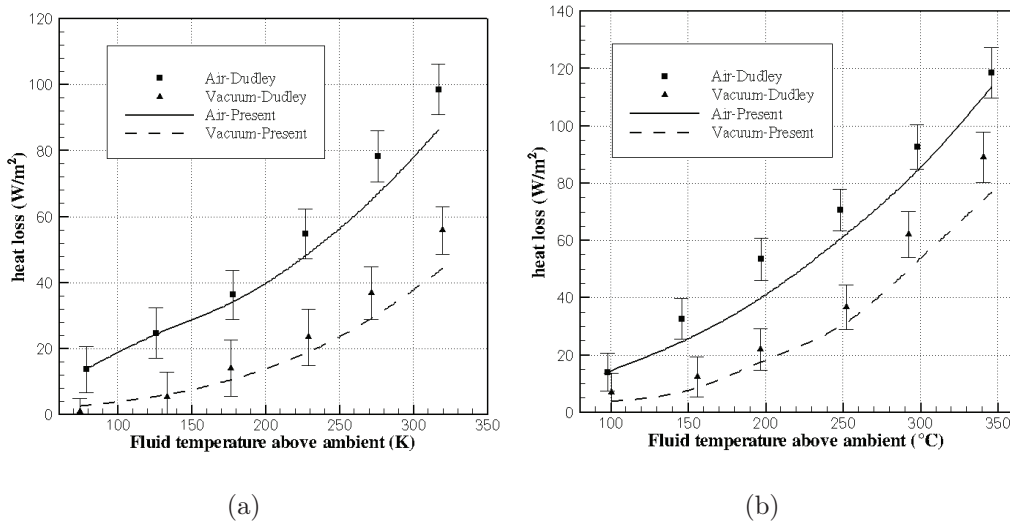 120
100
80
60
40
20
0
heat loss (W/m²)
Air-Dudley
Vacuum-Dudley
Air-Present
Vacuum-Present
100
150
200
250
300
350
Fluid temperature above ambient (K)
(a)
140
120
100
80
60
40
20
0
heat loss (W/m²)
Air-Dudley
Vacuum-Dudley
Air-Present
Vacuum-Present
100
150
200
250
300
350
Fluid temperature above ambient (°C)
(b)